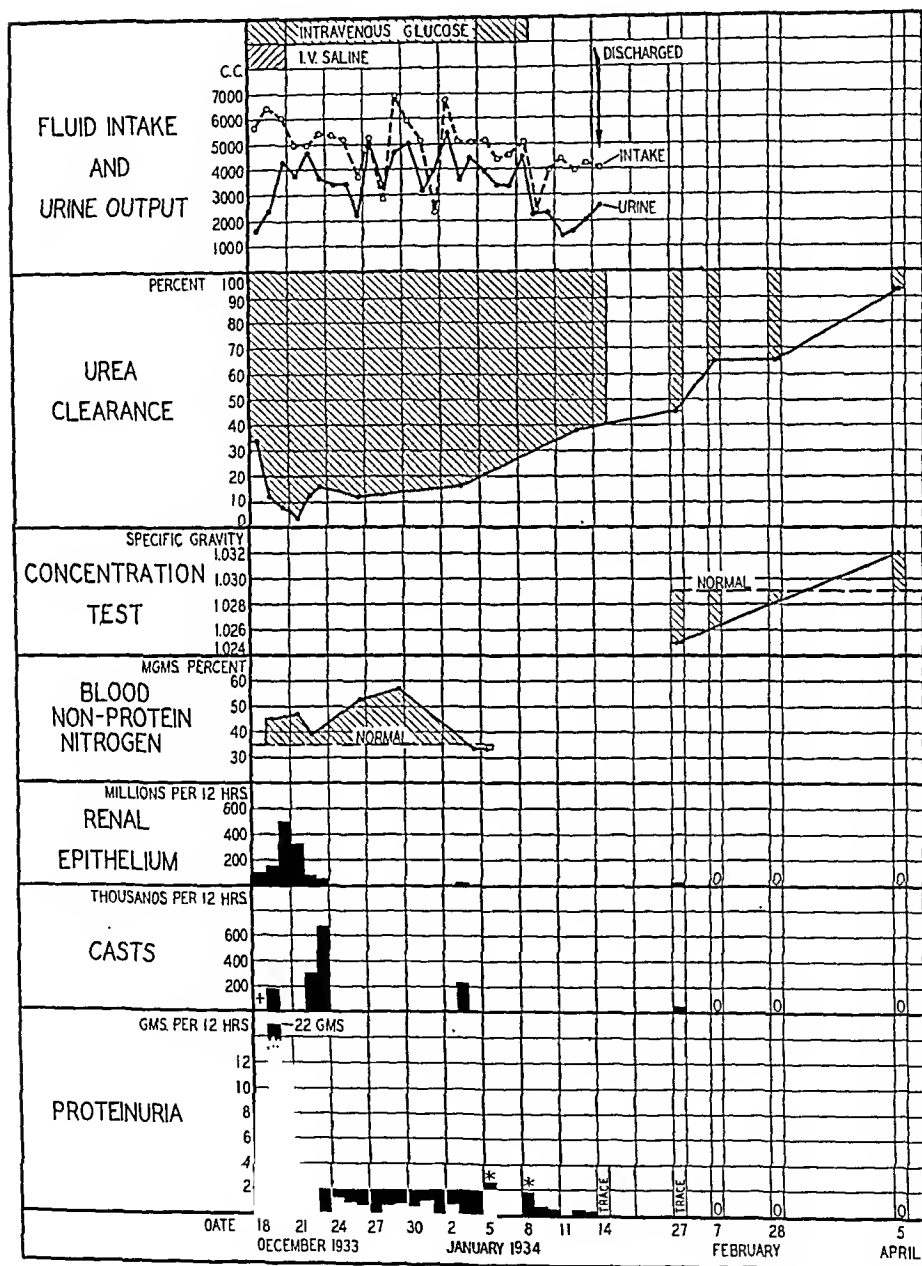 INTRAVENOUS GLUCOSE
I.V. SALINE
DISCHARGED
C.C.
7000
6000
5000
4000
3000
2000
1000
FLUID INTAKE
AND
URINE OUTPUT
INTAKE
URINE
PERCENT 100
90
80
70
60
50
40
30
20
10
0
UREA
CLEARANCE
SPECIFIC GRAVITY
1.032
1.030
1.028
1.026
1.024
CONCENTRATION
TEST
NORMAL
MGMS. PERCENT
60
50
40
30
BLOOD
NON-PROTEIN
NITROGEN
NORMAL
MILLIONS PER 12 HRS
600
400
200
RENAL
EPITHELIUM
0 0 0
THOUSANDS PER 12 HRS
600
400
200
CASTS
+
0 0 0
GMS. PER 12 HRS
22 GMS
12
10
8
6
4
2
PROTEINURIA
* *
TRACE TRACE 0 0 0
DATE 18 21 24 27 30 2 5 8 11 14 27 7 28 5
DECEMBER 1933 JANUARY 1934 FEBRUARY APRIL